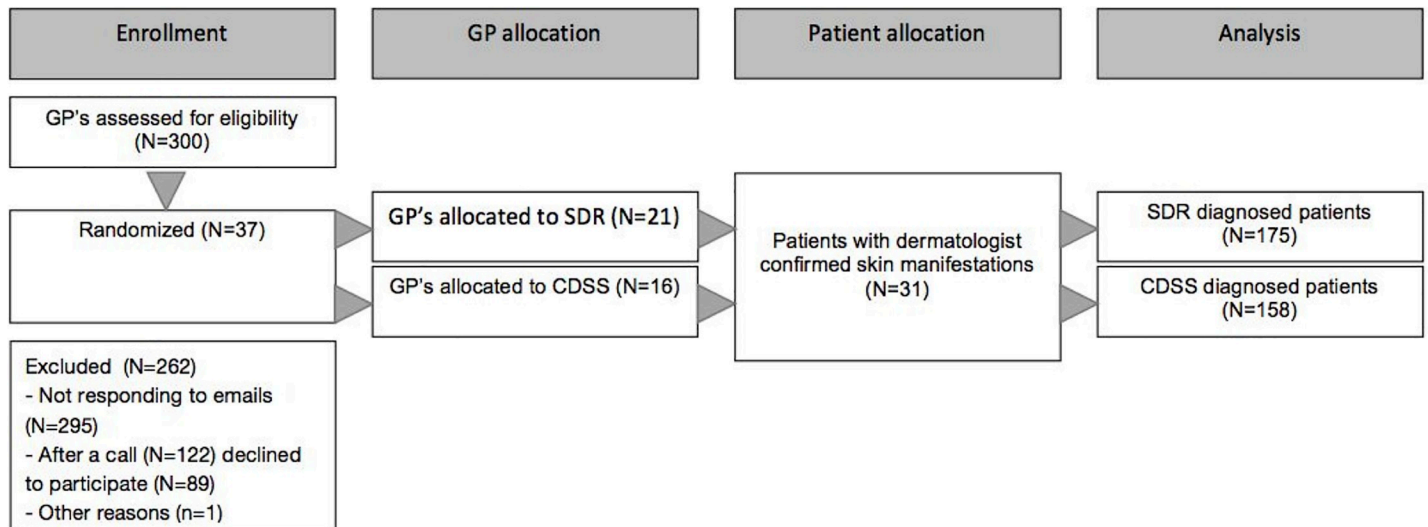 Enrollment
GP allocation
Patient allocation
Analysis
GP's assessed for eligibility
(N=300)
Randomized (N=37)
GP's allocated to SDR (N=21)
GP's allocated to CDSS (N=16)
Patients with dermatologist
confirmed skin manifestations
(N=31)
SDR diagnosed patients
(N=175)
CDSS diagnosed patients
(N=158)
Excluded (N=262)
- Not responding to emails
(N=295)
- After a call (N=122) declined
to participate (N=89)
- Other reasons (n=1)